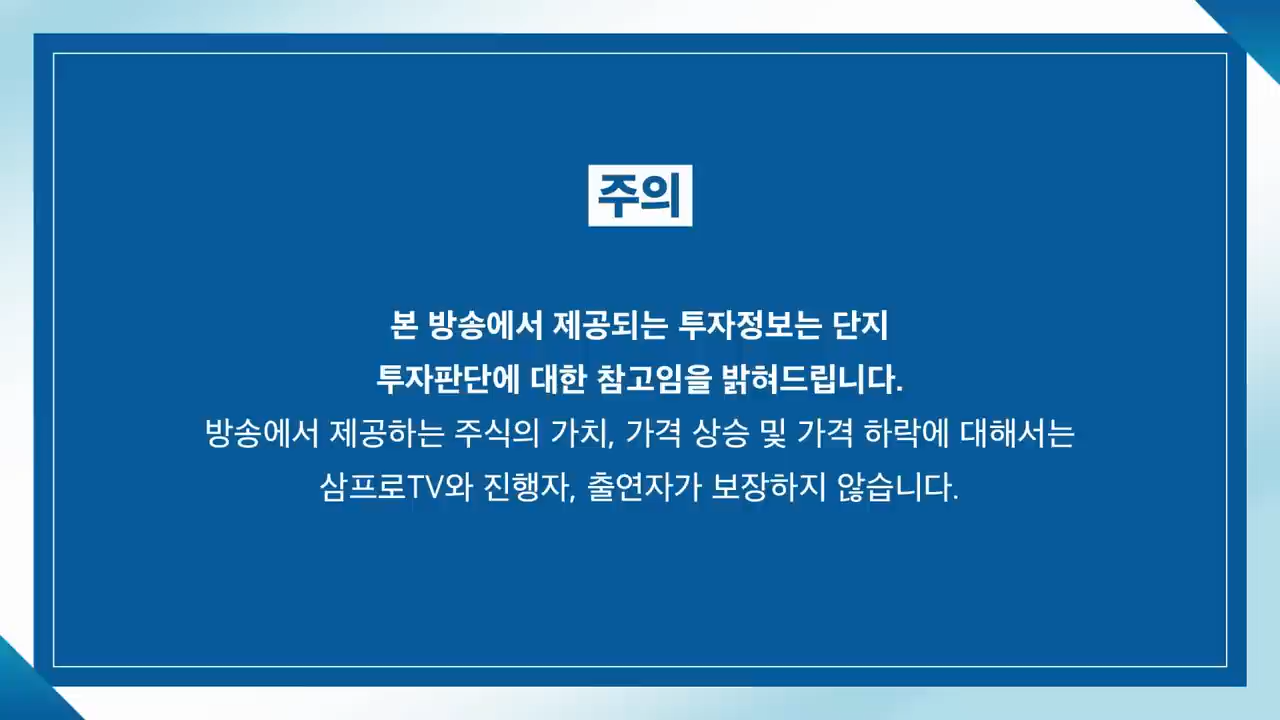 주의
본 방송에서 제공되는 투자정보는 단지
투자판단에 대한 참고임을 밝혀드립니다.
방송에서 제공하는 주식의 가치, 가격 상승 및 가격 하락에 대해서는
삼프로TV와 진행자, 출연자가 보장하지 않습니다.